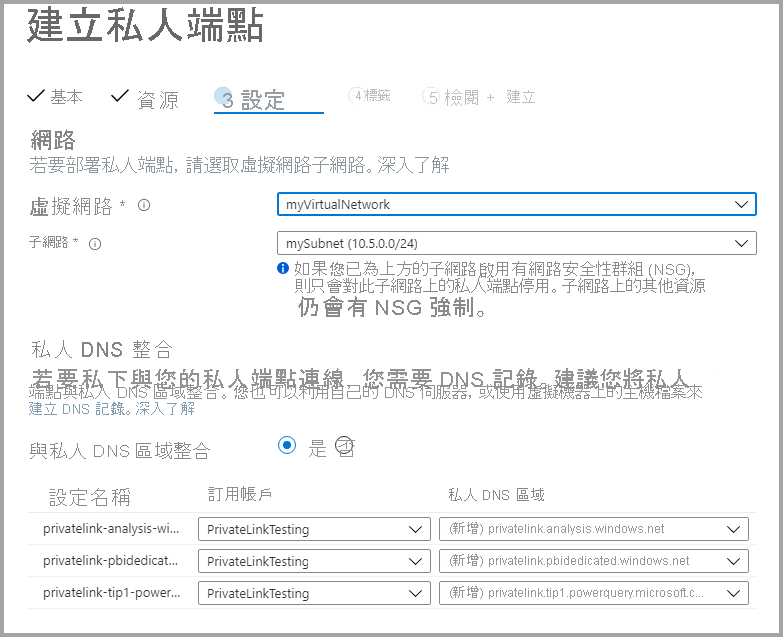 建立私人端點
基本 資源 3 設定 4 標籤 5 檢閱 + 建立
網路
若要部署私人端點, 請選取虛擬網路子網路。深入了解
虛擬網路 * myVirtualNetwork
子網路 * mySubnet (10.5.0.0/24)
如果您已為上方的子網路啟用有網路安全性群組 (NSG),
則只會對此子網路上的私人端點停用。子網路上的其他資源
仍會有 NSG 強制。
私人 DNS 整合
若要私下與您的私人端點連線, 您需要 DNS 記錄。建議您將私人
端點與私人 DNS 區域整合。您也可以利用自己的 DNS 伺服器, 或使用虛擬機器上的主機檔案來
建立 DNS 記錄。深入了解
與私人 DNS 區域整合 是 否
設定名稱 訂用帳戶 私人 DNS 區域
privatelink-analysis-wi... PrivateLinkTesting (新增) privatelink.analysis.windows.net
privatelink-pbidedicat... PrivateLinkTesting (新增) privatelink.pbidedicated.windows.net
privatelink-tip1-power... PrivateLinkTesting (新增) privatelink.tip1.powerquery.microsoft.c...